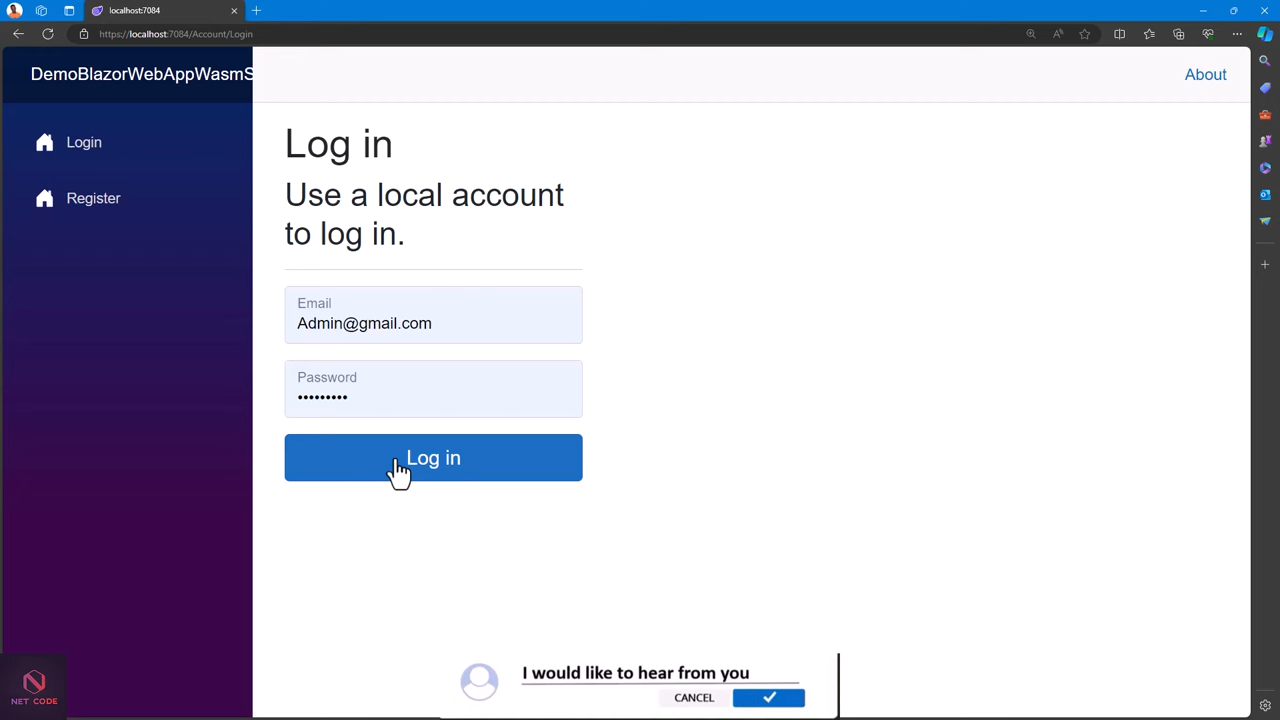 localhost:7084
https://localhost:7084/Account/Login
DemoBlazorWebAppWasmS
About
Login
Register
Log in
Use a local account
to log in.
Email
Admin@gmail.com
Password
•••••••••
Log in
I would like to hear from you
CANCEL
NET CODE